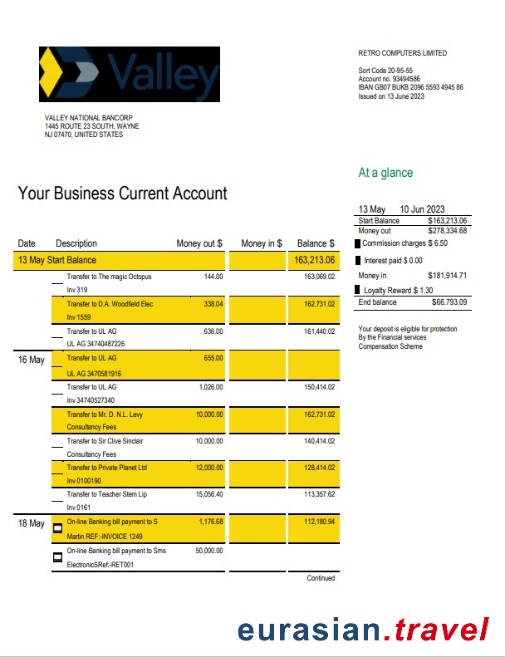 Valley
RETRO COMPUTERS LIMITED
Sort Code 20-95-55
Account no. 93494586
IBAN GB07 BUKB 2096 5593 4945 86
Issued on 13 June 2023
VALLEY NATIONAL BANCORP
1445 ROUTE 23 SOUTH, WAYNE
NJ 07470, UNITED STATES
At a glance
Your Business Current Account
13 May 10 Jun 2023
Start Balance $163,213.06
Money out $278,334.68
Commission charges $ 6.50
Interest paid $ 0.00
Money in $181,914.71
Loyalty Reward $ 1.30
End balance $66.793.09
Your deposit is eligible for protection
By the Financial services
Compensation Scheme
Date Description Money out $ Money in $ Balance $
13 May Start Balance 163,213.06
Transfer to The magic Octopus 144.00 163,069.02
Inv 319
Transfer to D.A. Woodfield Elec 338.04 162,731.02
Inv 1559
Transfer to UL AG 636.00 161,440.02
UL AG 34740487226
16 May Transfer to UL AG 655.00
UL AG 3470581916
Transfer to UL AG 1,026.00 150,414.02
Inv 34740527340
Transfer to Mr. D. N.L. Levy 10,000.00 162,731.02
Consultancy Fees
Transfer to Sir Clive Sinclair 10,000.00 140,414.02
Consultancy Fees
Transfer to Private Planet Ltd 12,000.00 128,414.02
Inv 0100190
Transfer to Teacher Stern Lip 15,056.40 113,357.62
Inv 0161
18 May On-line Banking bill payment to S 1,176.68 112,180.94
Martin REF:-INVOICE 1249
On-line Banking bill payment to Sms 50,000.00
ElectronicSRef:-RET001
Continued
eurasian.travel